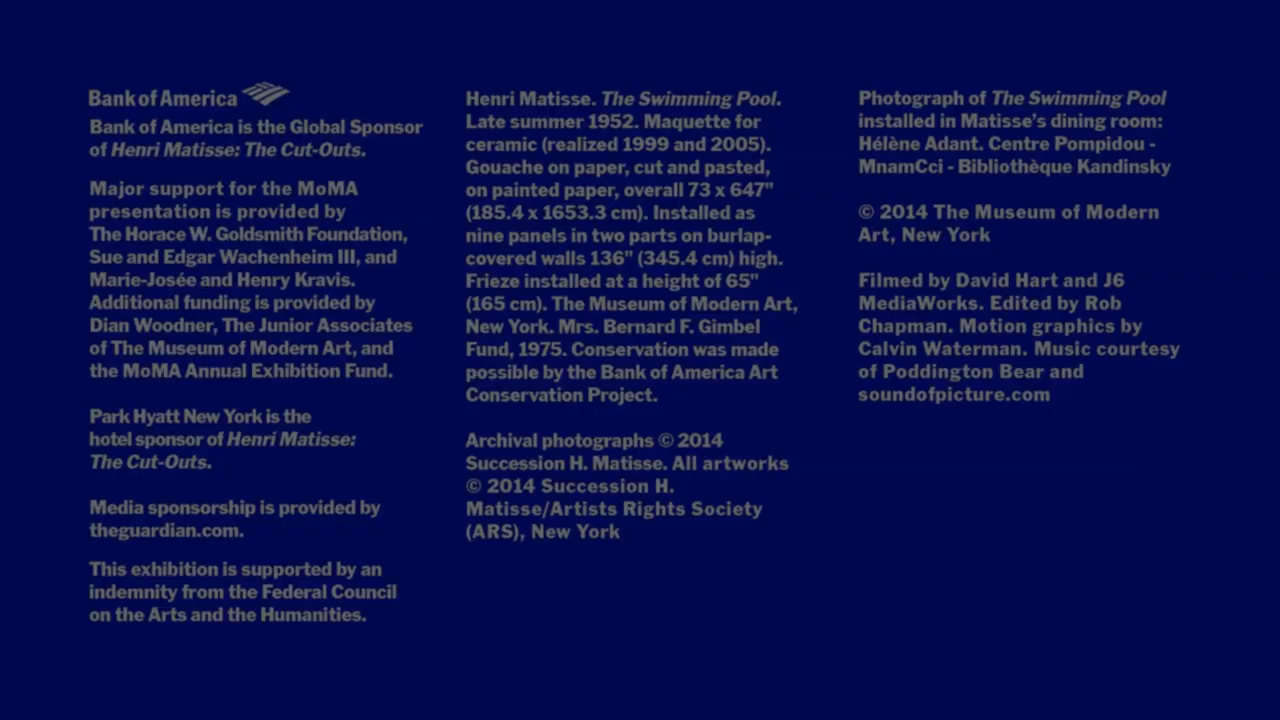 Bank of America
Bank of America is the Global Sponsor
of Henri Matisse: The Cut-Outs.
Major support for the MoMA
presentation is provided by
The Horace W. Goldsmith Foundation,
Sue and Edgar Wachenheim III, and
Marie-Josée and Henry Kravis.
Additional funding is provided by
Dian Woodner, The Junior Associates
of The Museum of Modern Art, and
the MoMA Annual Exhibition Fund.
Park Hyatt New York is the
hotel sponsor of Henri Matisse:
The Cut-Outs.
Media sponsorship is provided by
theguardian.com.
This exhibition is supported by an
indemnity from the Federal Council
on the Arts and the Humanities.
Henri Matisse. The Swimming Pool.
Late summer 1952. Maquette for
ceramic (realized 1999 and 2005).
Gouache on paper, cut and pasted,
on painted paper, overall 73 x 647"
(185.4 x 1653.3 cm). Installed as
nine panels in two parts on burlap-
covered walls 136" (345.4 cm) high.
Frieze installed at a height of 65"
(165 cm). The Museum of Modern Art,
New York. Mrs. Bernard F. Gimbel
Fund, 1975. Conservation was made
possible by the Bank of America Art
Conservation Project.
Archival photographs © 2014
Succession H. Matisse. All artworks
© 2014 Succession H.
Matisse/Artists Rights Society
(ARS), New York
Photograph of The Swimming Pool
installed in Matisse’s dining room:
Hélène Adant. Centre Pompidou -
MnamCci - Bibliothèque Kandinsky
© 2014 The Museum of Modern
Art, New York
Filmed by David Hart and J6
MediaWorks. Edited by Rob
Chapman. Motion graphics by
Calvin Waterman. Music courtesy
of Poddington Bear and
soundofpicture.com